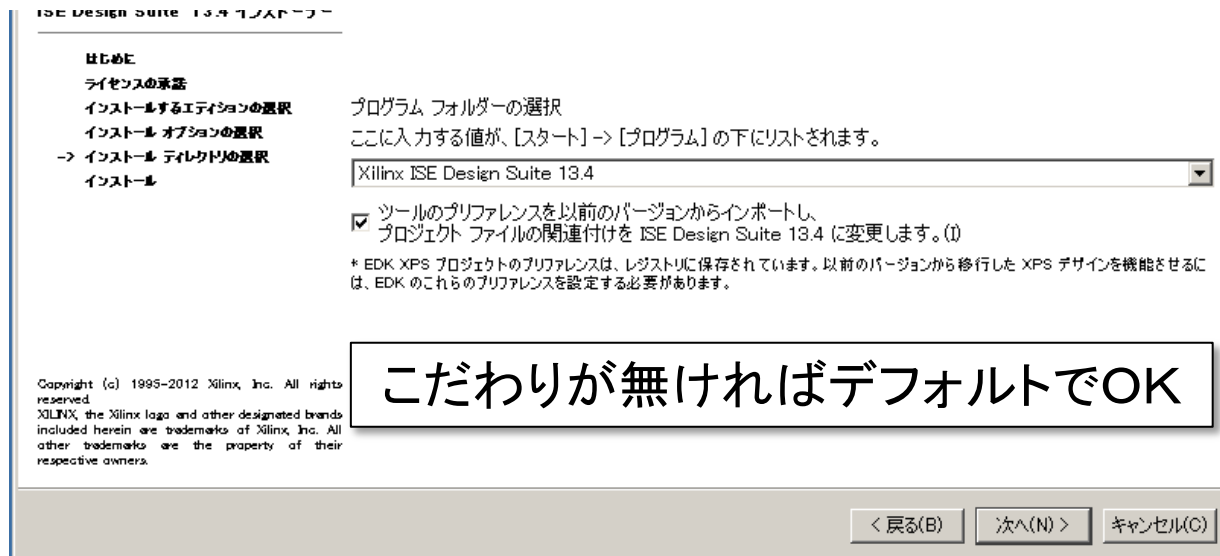 ISE Design Suite 13.4 インストーラー
はじめに
ライセンスの承諾
インストールするエディションの選択
インストール オプションの選択
-> インストール ディレクトリの選択
インストール
プログラム フォルダーの選択
ここに入力する値が、[スタート] -> [プログラム] の下にリストされます。
Xilinx ISE Design Suite 13.4
ツールのプリファレンスを以前のバージョンからインポートし、
プロジェクト ファイルの関連付けを ISE Design Suite 13.4 に変更します。(I)
* EDK XPS プロジェクトのプリファレンスは、レジストリに保存されています。以前のバージョンから移行した XPS デザインを機能させるに
は、EDK のこれらのプリファレンスを設定する必要があります。
こだわりが無ければデフォルトでOK
Copyright (c) 1995-2012 Xilinx, Inc. All rights
reserved.
XILINX, the Xilinx logo and other designated brands
included herein are trademarks of Xilinx, Inc. All
other trademarks are the property of their
respective owners.
< 戻る(B)
次へ(N) >
キャンセル(C)